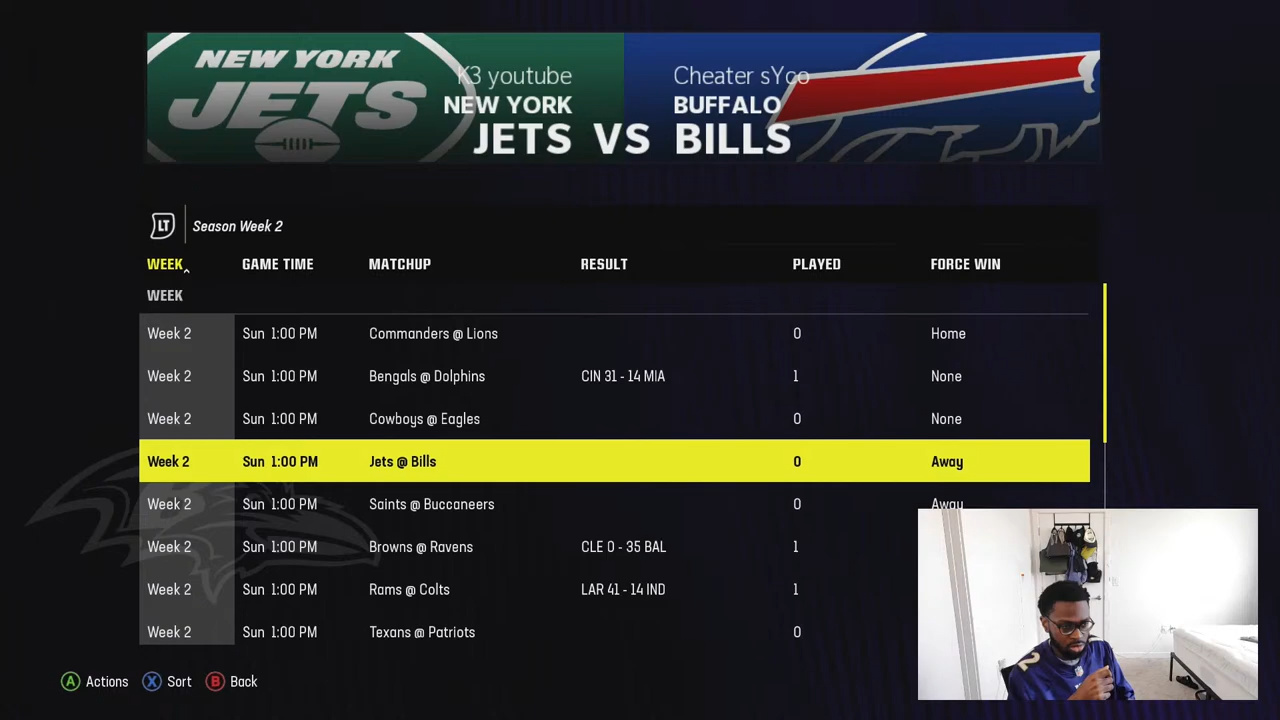 NEW YORK
JETS
K3 youtube
NEW YORK
JETS VS BILLS
Cheater sYco
BUFFALO
LT
Season Week 2
WEEK GAME TIME MATCHUP RESULT PLAYED FORCE WIN
WEEK
Week 2 Sun 1:00 PM Commanders @ Lions 0 Home
Week 2 Sun 1:00 PM Bengals @ Dolphins CIN 31 - 14 MIA 1 None
Week 2 Sun 1:00 PM Cowboys @ Eagles 0 None
Week 2 Sun 1:00 PM Jets @ Bills 0 Away
Week 2 Sun 1:00 PM Saints @ Buccaneers 0 Away
Week 2 Sun 1:00 PM Browns @ Ravens CLE 0 - 35 BAL 1
Week 2 Sun 1:00 PM Rams @ Colts LAR 41 - 14 IND 1
Week 2 Sun 1:00 PM Texans @ Patriots 0
A Actions X Sort B Back
2